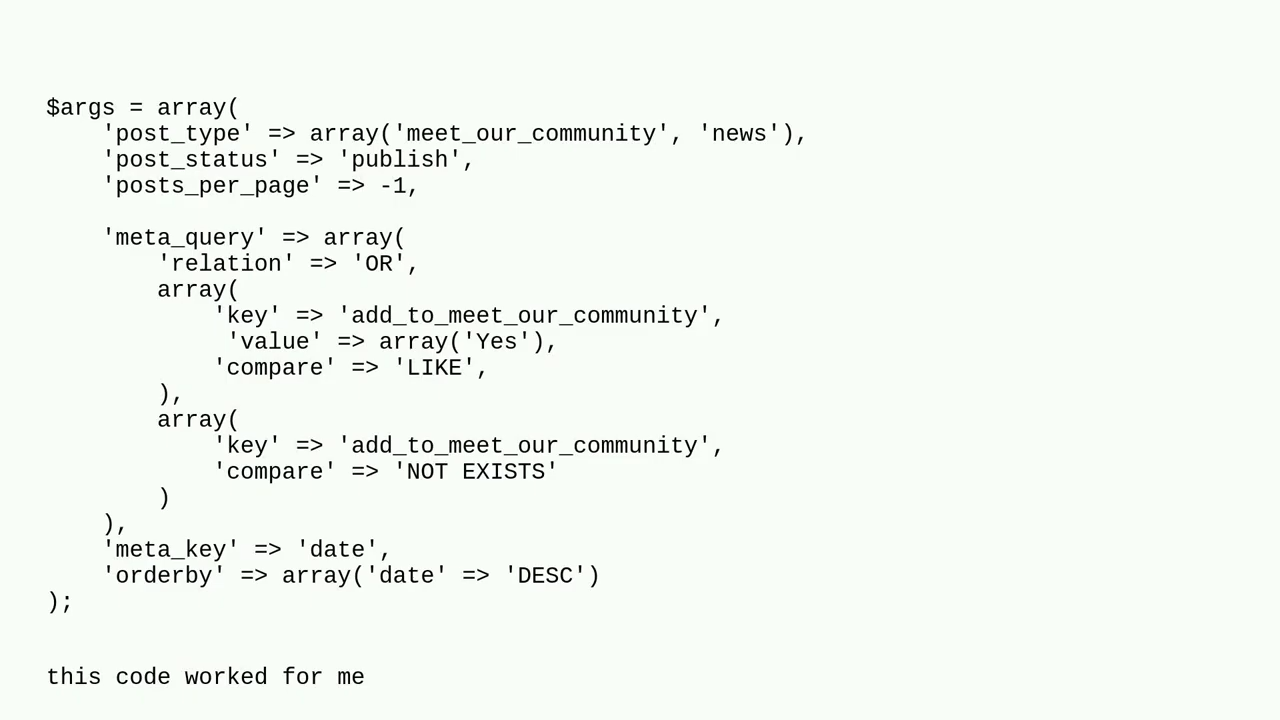 $args = array(
    'post_type' => array('meet_our_community', 'news'),
    'post_status' => 'publish',
    'posts_per_page' => -1,
    'meta_query' => array(
        'relation' => 'OR',
        array(
            'key' => 'add_to_meet_our_community',
             'value' => array('Yes'),
            'compare' => 'LIKE',
        ),
        array(
            'key' => 'add_to_meet_our_community',
            'compare' => 'NOT EXISTS'
        )
    ),
    'meta_key' => 'date',
    'orderby' => array('date' => 'DESC')
);
this code worked for me